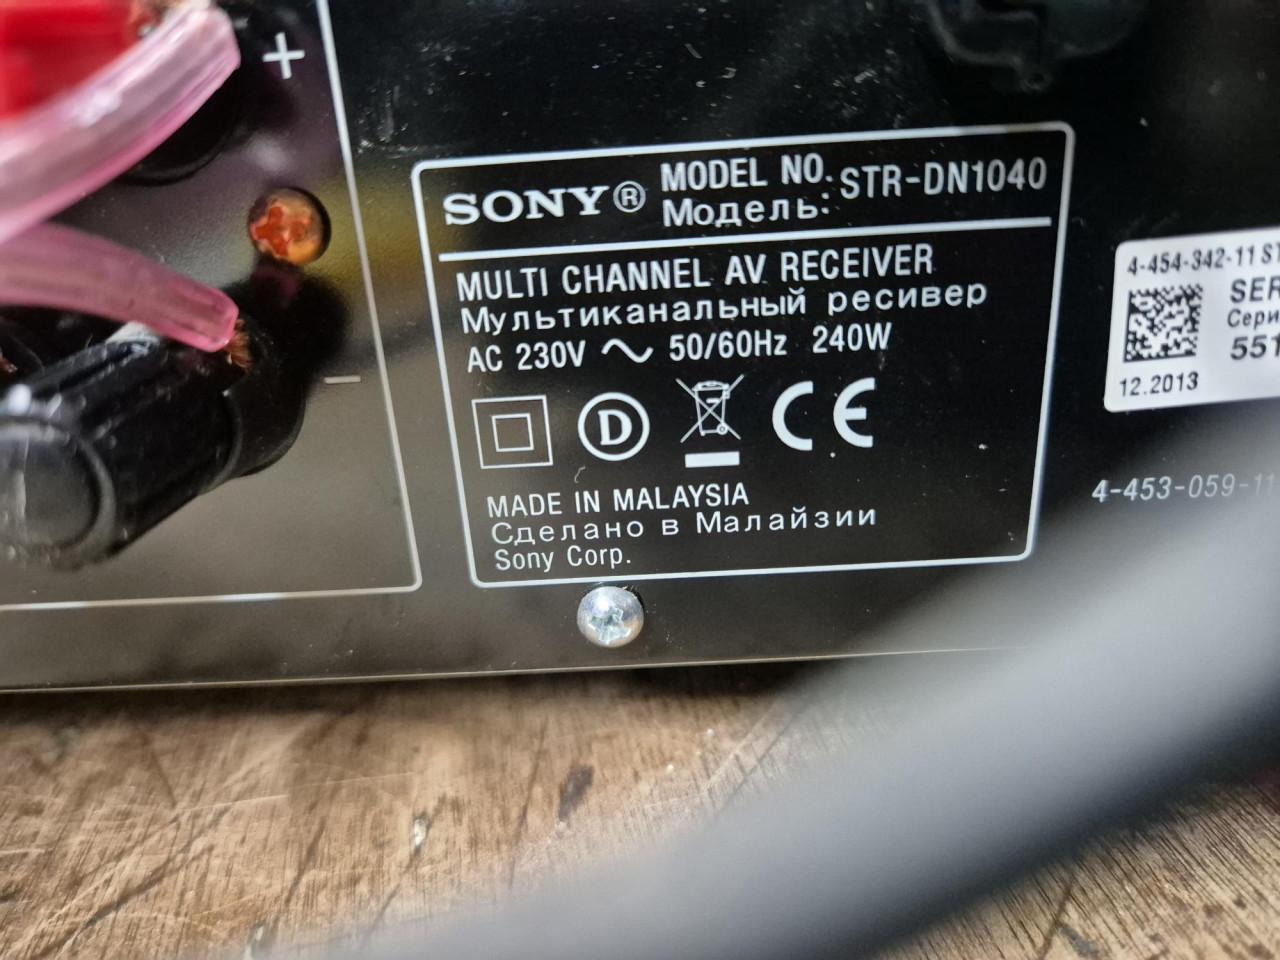 +
−
SONY® MODEL NO. STR-DN1040
Модель:
MULTI CHANNEL AV RECEIVER
Мультиканальный ресивер
AC 230V ~ 50/60Hz 240W
D
CE
MADE IN MALAYSIA
Сделано в Малайзии
Sony Corp.
4-454-342-11
12.2013
4-453-059-11